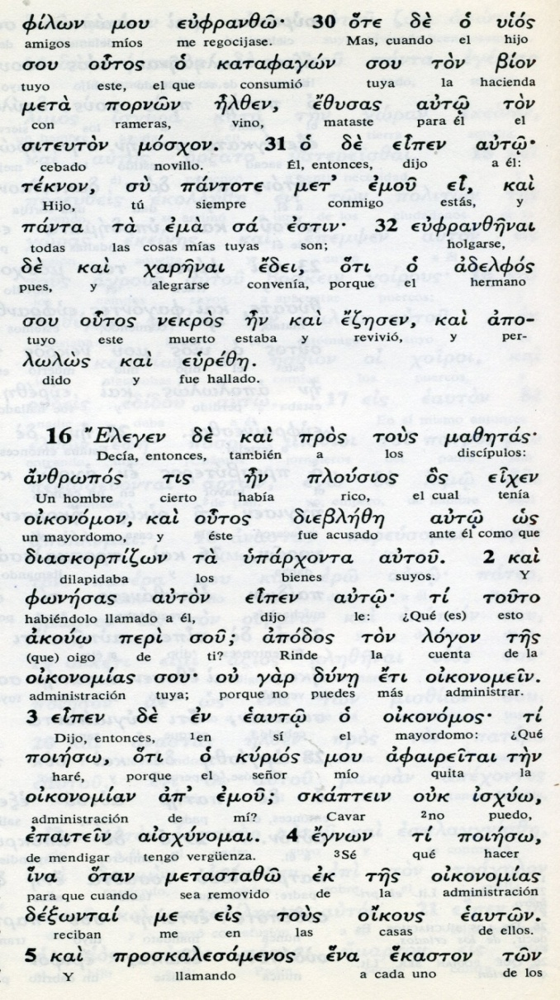 φίλων μου εὐφρανθῶ· 30 ὅτε δὲ ὁ υἱός
amigos míos me regocijase. Mas, cuando el hijo
σου οὗτος ὁ καταφαγών σου τὸν βίον
tuyo este, el que consumió tuya la hacienda
μετὰ πορνῶν ἦλθεν, ἔθυσας αὐτῷ τὸν
con rameras, vino, mataste para él el
σιτευτὸν μόσχον. 31 ὁ δὲ εἶπεν αὐτῷ·
cebado novillo. Él, entonces, dijo a él:
τέκνον, σὺ πάντοτε μετ' ἐμοῦ εἶ, καὶ
Hijo, tú siempre conmigo estás, y
πάντα τὰ ἐμὰ σά ἐστιν· 32 εὐφρανθῆναι
todas las cosas mías tuyas son; holgarse,
δὲ καὶ χαρῆναι ἔδει, ὅτι ὁ ἀδελφός
pues, y alegrarse convenía, porque el hermano
σου οὗτος νεκρὸς ἦν καὶ ἔζησεν, καὶ ἀπο-
tuyo este muerto estaba y revivió, y per-
λωλὼς καὶ εὑρέθη.
dido y fue hallado.
16 Ἔλεγεν δὲ καὶ πρὸς τοὺς μαθητάς·
Decía, entonces, también a los discípulos:
ἄνθρωπός τις ἦν πλούσιος ὃς εἶχεν
Un hombre cierto había rico, el cual tenía
οἰκονόμον, καὶ οὗτος διεβλήθη αὐτῷ ὡς
un mayordomo, y éste fue acusado ante él como que
διασκορπίζων τὰ ὑπάρχοντα αὐτοῦ. 2 καὶ
dilapidaba los bienes suyos. Y
φωνήσας αὐτὸν εἶπεν αὐτῷ· τί τοῦτο
habiéndolo llamado a él, dijo le: ¿Qué (es) esto
ἀκούω περὶ σοῦ; ἀπόδος τὸν λόγον τῆς
(que) oigo de ti? Rinde la cuenta de la
οἰκονομίας σου· οὐ γὰρ δύνῃ ἔτι οἰκονομεῖν.
administración tuya; porque no puedes más administrar.
3 εἶπεν δὲ ἐν ἑαυτῷ ὁ οἰκονόμος· τί
Dijo, entonces, 1en sí el mayordomo: ¿Qué
ποιήσω, ὅτι ὁ κύριός μου ἀφαιρεῖται τὴν
haré, porque el señor mío quita la
οἰκονομίαν ἀπ' ἐμοῦ; σκάπτειν οὐκ ἰσχύω,
administración de mí? Cavar 2no puedo,
ἐπαιτεῖν αἰσχύνομαι. 4 ἔγνων τί ποιήσω,
de mendigar tengo vergüenza. 3Sé qué hacer
ἵνα ὅταν μετασταθῶ ἐκ τῆς οἰκονομίας
para que cuando sea removido de la administración
δέξωνταί με εἰς τοὺς οἴκους ἑαυτῶν.
reciban me en las casas de ellos.
5 καὶ προσκαλεσάμενος ἕνα ἕκαστον τῶν
Y llamando a cada uno de los